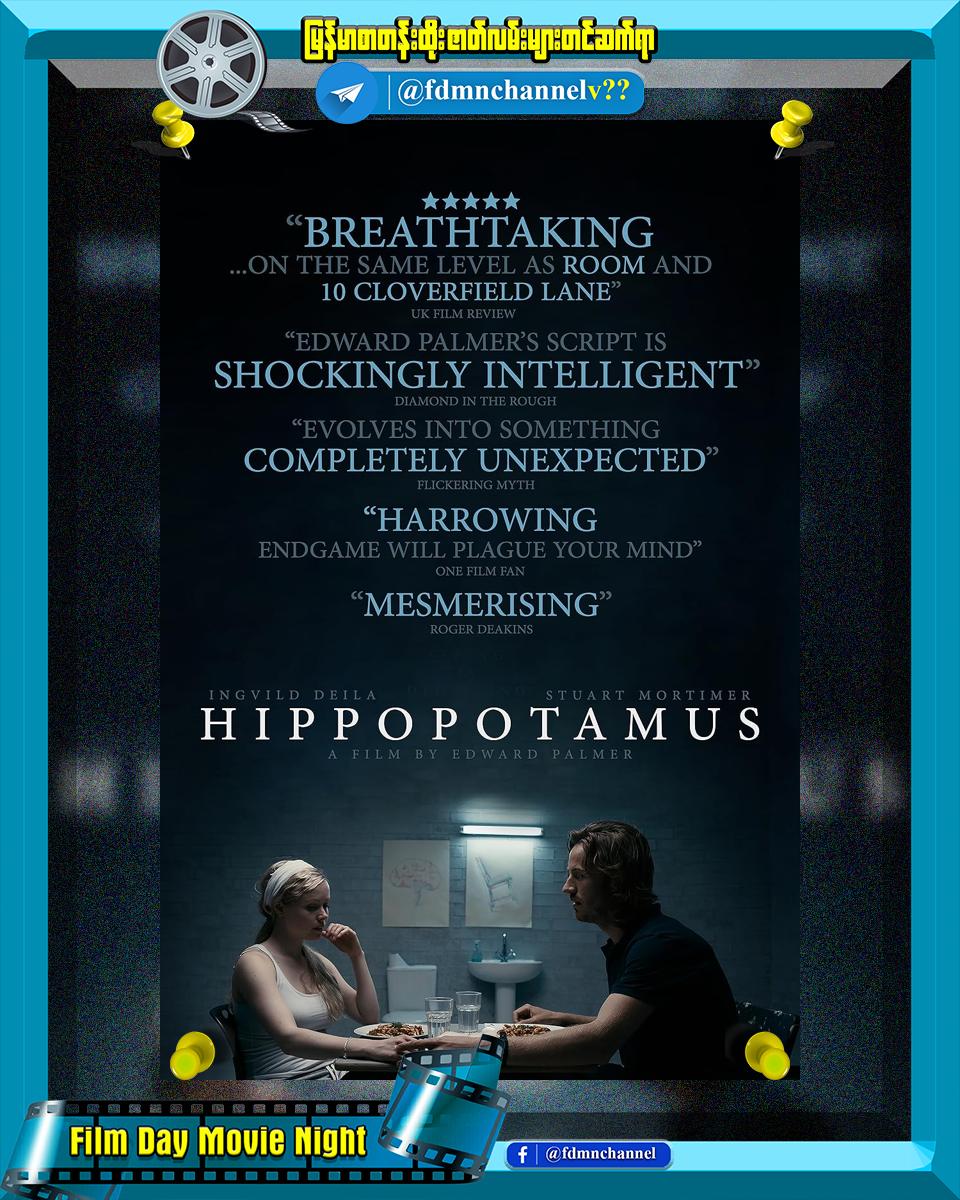 မြန်မာစာတန်းထိုးဇာတ်လမ်းများတင်ဆက်ရာ
@fdmnchannelv??
“BREATHTAKING
...ON THE SAME LEVEL AS ROOM AND
10 CLOVERFIELD LANE”
UK FILM REVIEW
“EDWARD PALMER’S SCRIPT IS
SHOCKINGLY INTELLIGENT”
DIAMOND IN THE ROUGH
“EVOLVES INTO SOMETHING
COMPLETELY UNEXPECTED”
FLICKERING MYTH
“HARROWING
ENDGAME WILL PLAGUE YOUR MIND”
ONE FILM FAN
“MESMERISING”
ROGER DEAKINS
INGVILD DEILA STUART MORTIMER
HIPPOPOTAMUS
A FILM BY EDWARD PALMER
Film Day Movie Night
@fdmnchannel